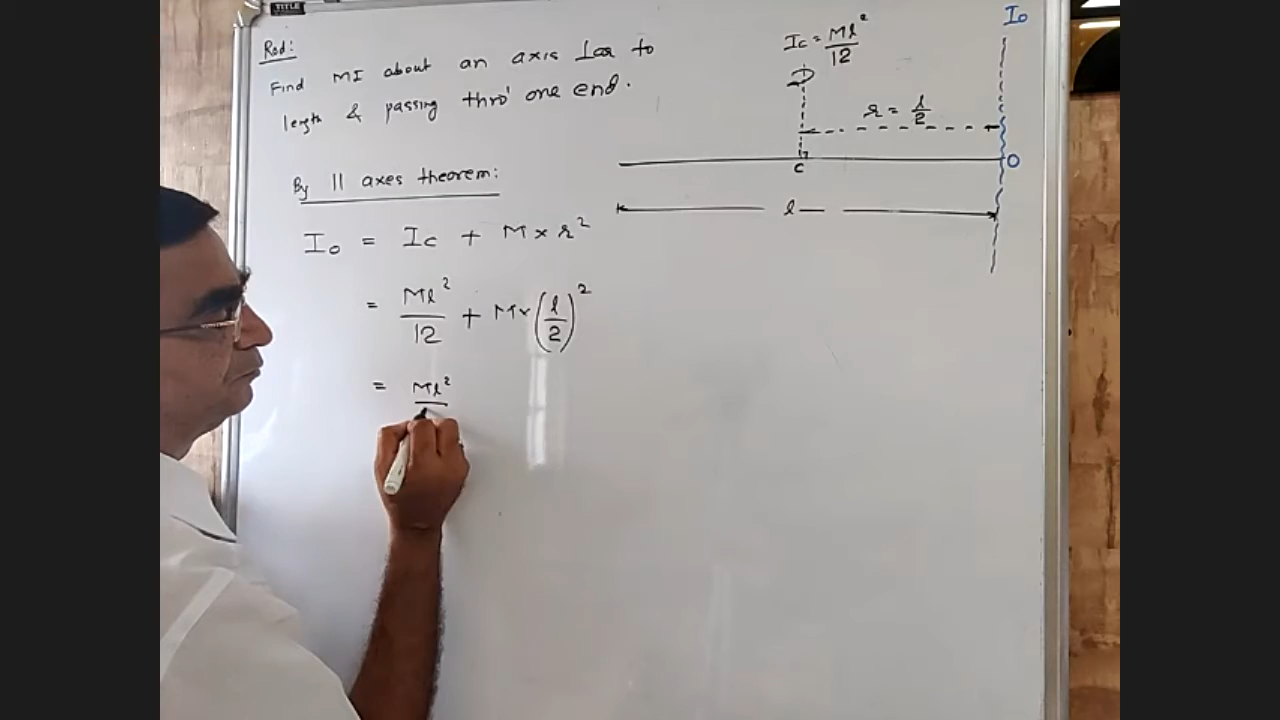 TITLE
Rod:
Find MI about an axis ⊥ar to
length & passing thro' one end.
By || axes theorem:
I₀ = Ic + M × r²
= Ml²/12 + M×(l/2)²
= Ml²
Ic = Ml²/12
I₀
r = l/2
C
O
l